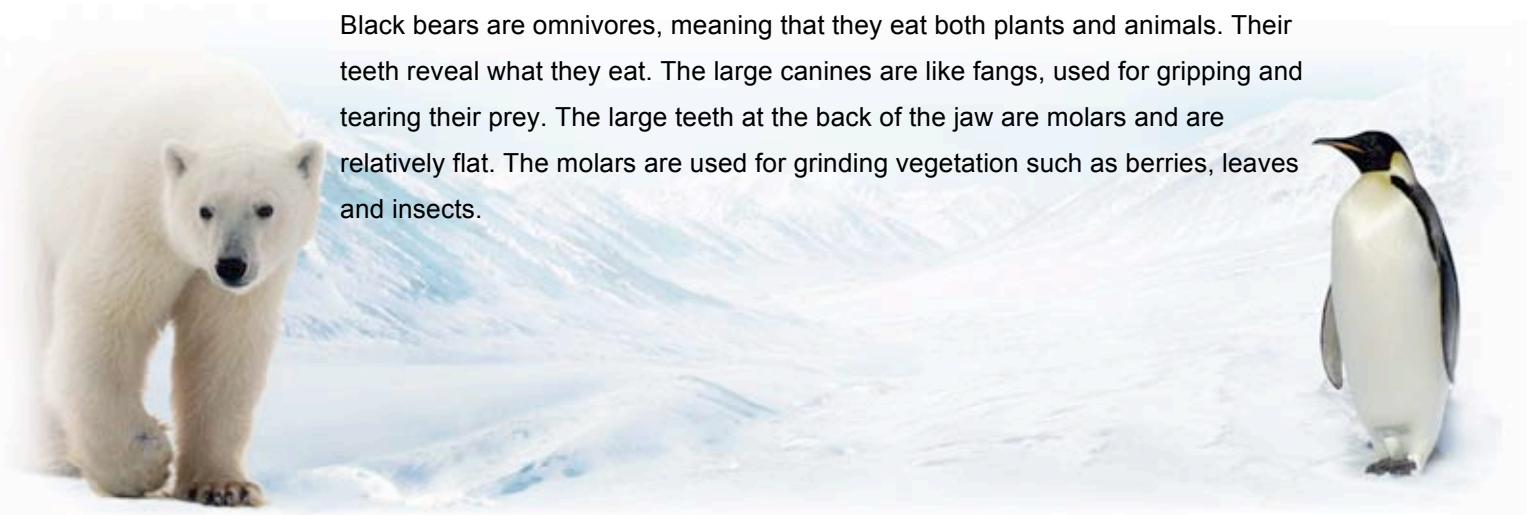 Black bears are omnivores, meaning that they eat both plants and animals. Their
teeth reveal what they eat. The large canines are like fangs, used for gripping and
tearing their prey. The large teeth at the back of the jaw are molars and are
relatively flat. The molars are used for grinding vegetation such as berries, leaves
and insects.